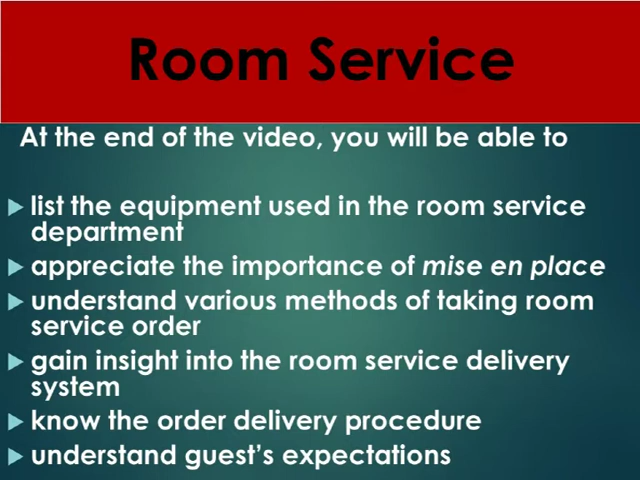 Room Service
At the end of the video, you will be able to
list the equipment used in the room service
department
appreciate the importance of mise en place
understand various methods of taking room
service order
gain insight into the room service delivery
system
know the order delivery procedure
understand guest's expectations